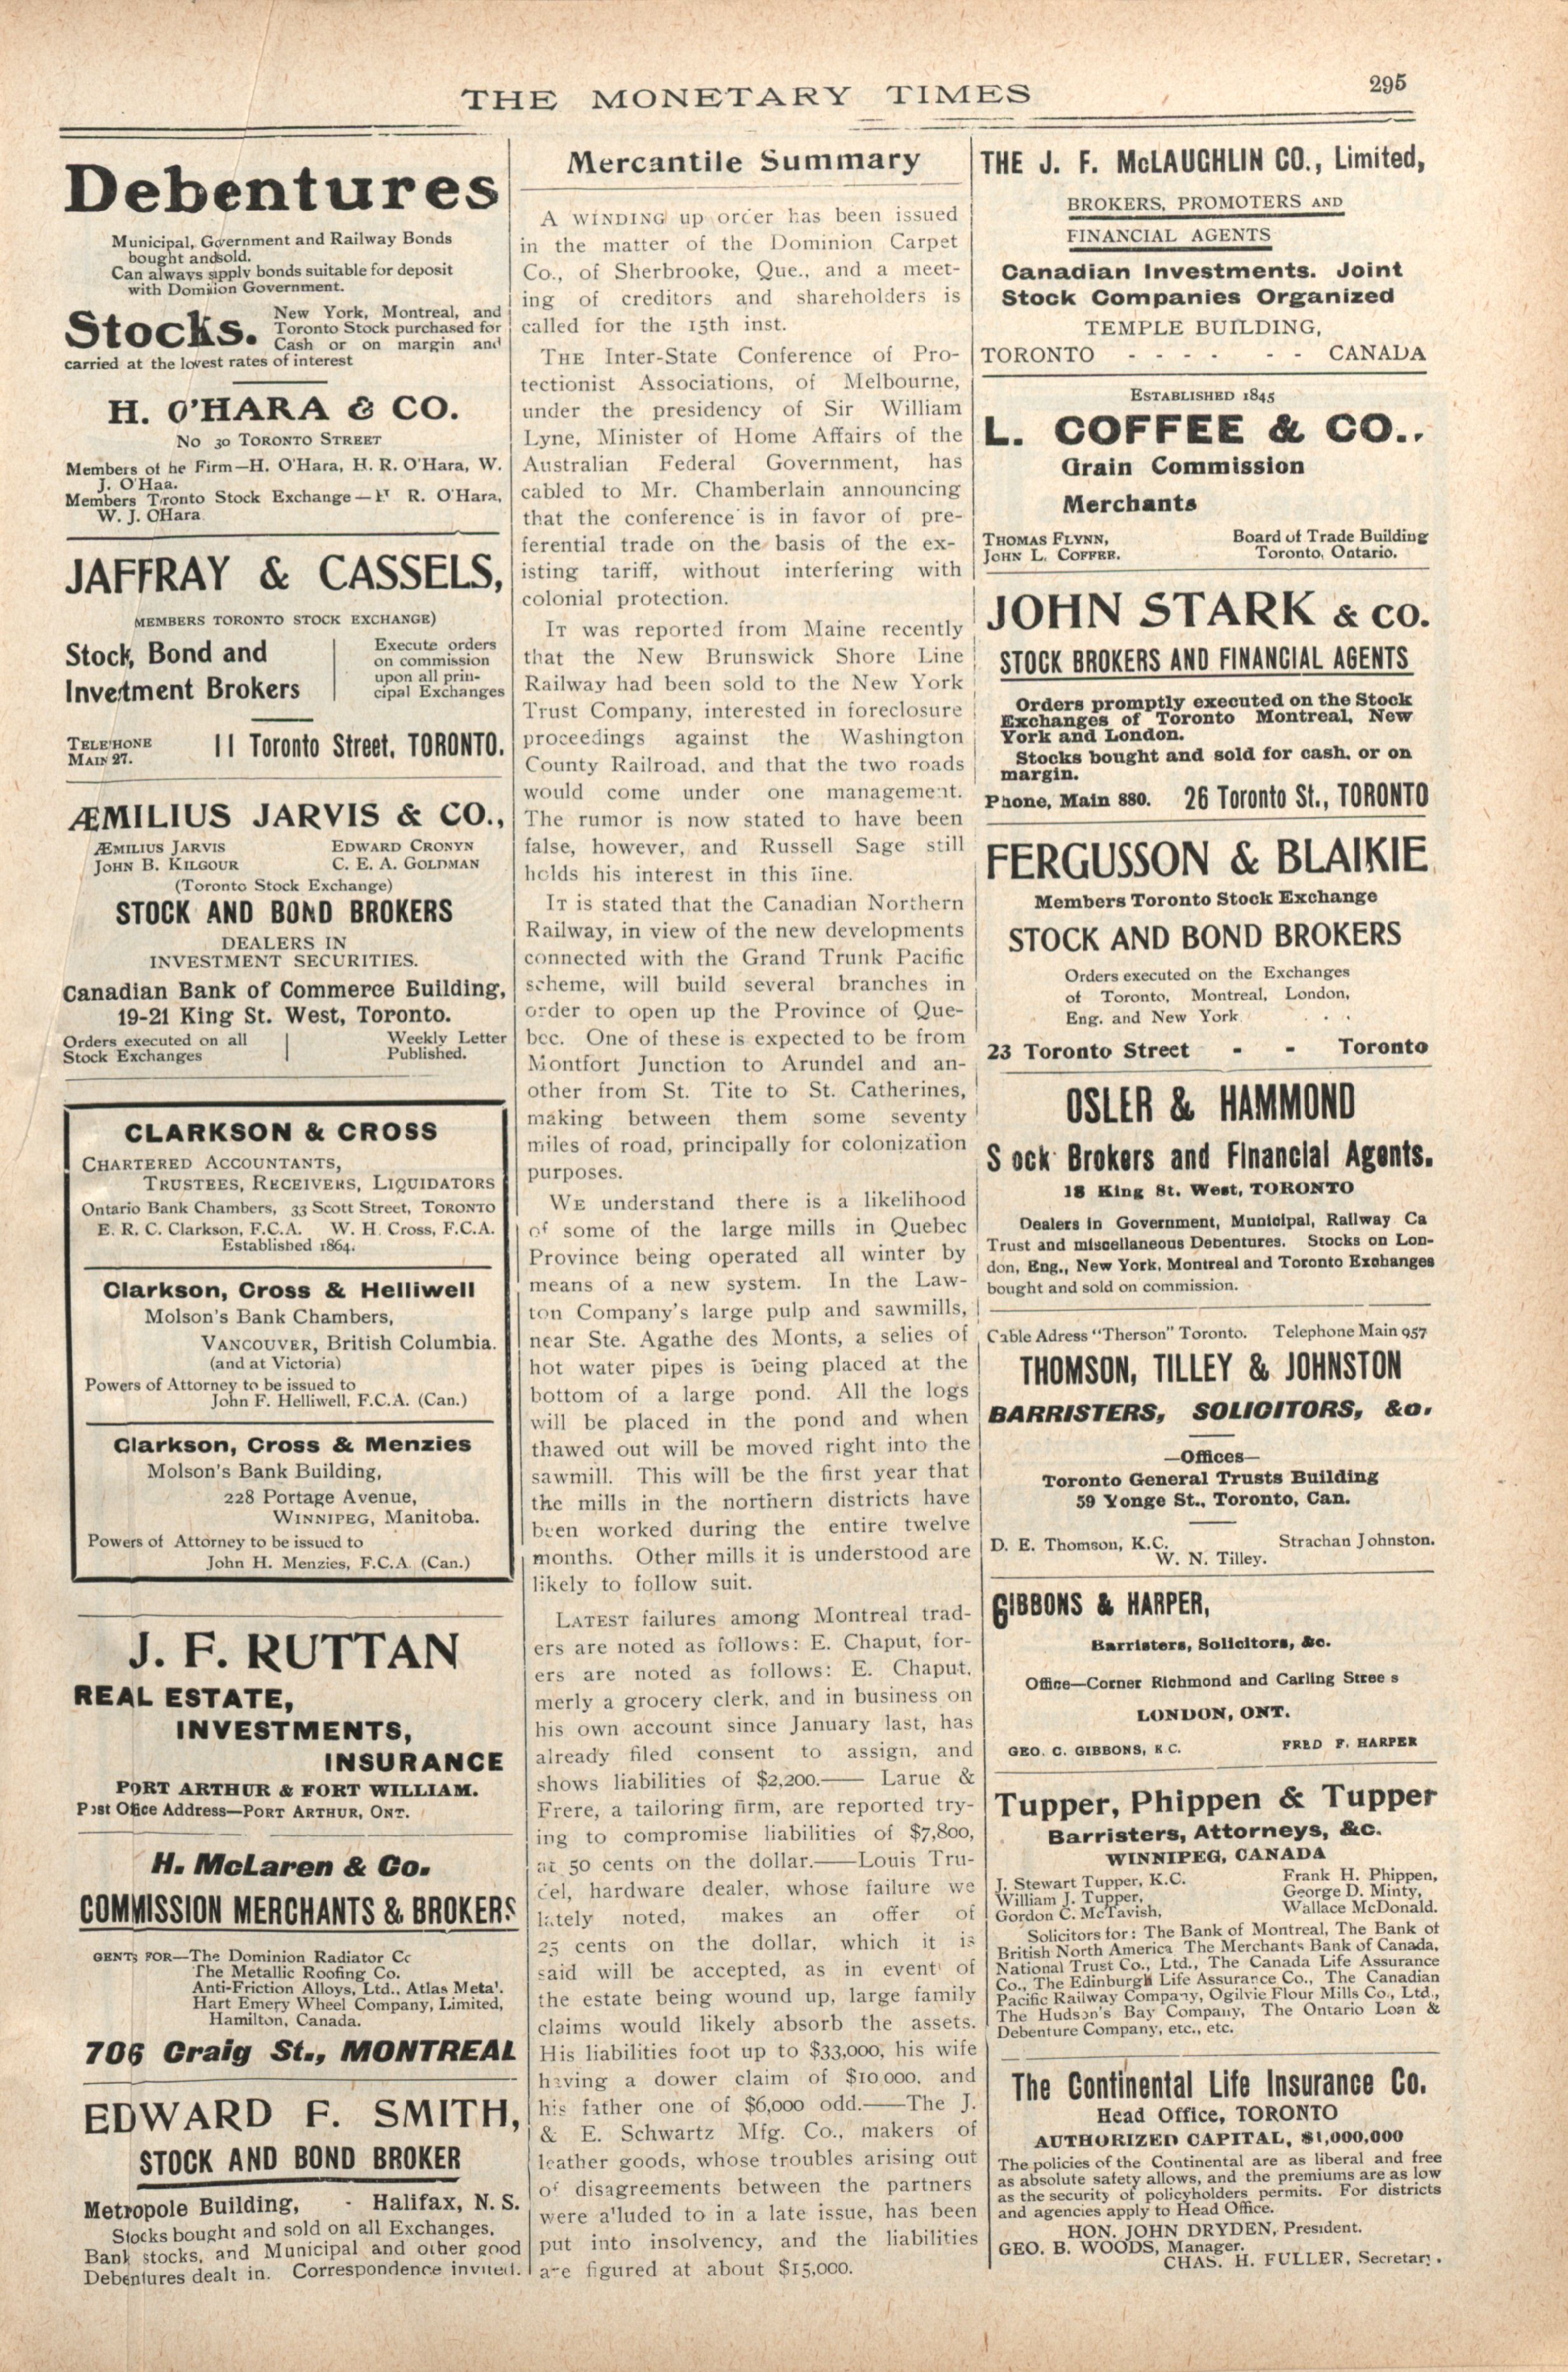 THE MONETARY TIMES
295
Debentures
Municipal, Government and Railway Bonds
bought and sold.
Can always supply bonds suitable for deposit
with Dominion Government.
Stocks.
New York, Montreal, and
Toronto Stock purchased for
Cash or on margin and
carried at the lowest rates of interest
H. O'HARA & CO.
No 30 TORONTO STREET
Members of he Firm—H. O'Hara, H. R. O'Hara, W.
J. O'Haa.
Members Toronto Stock Exchange—H R. O'Hara,
W. J. OHara.
JAFFRAY & CASSELS,
MEMBERS TORONTO STOCK EXCHANGE)
Stock, Bond and
Investment Brokers
Execute orders
on commission
upon all prin-
cipal Exchanges
TELEPHONE
MAIN 27.
11 Toronto Street, TORONTO.
ÆMILIUS JARVIS & CO.,
ÆMILIUS JARVIS EDWARD CRONYN
JOHN B. KILGOUR C. E. A. GOLDMAN
(Toronto Stock Exchange)
STOCK AND BOND BROKERS
DEALERS IN
INVESTMENT SECURITIES.
Canadian Bank of Commerce Building,
19-21 King St. West, Toronto.
Orders executed on all
Stock Exchanges
Weekly Letter
Published.
CLARKSON & CROSS
CHARTERED ACCOUNTANTS,
TRUSTEES, RECEIVERS, LIQUIDATORS
Ontario Bank Chambers, 33 Scott Street, TORONTO
E. R. C. Clarkson, F.C.A. W. H. Cross, F.C.A.
Established 1864.
Clarkson, Cross & Helliwell
Molson's Bank Chambers,
VANCOUVER, British Columbia.
(and at Victoria)
Powers of Attorney to be issued to
John F. Helliwell, F.C.A. (Can.)
Clarkson, Cross & Menzies
Molson's Bank Building,
228 Portage Avenue,
WINNIPEG, Manitoba.
Powers of Attorney to be issued to
John H. Menzies, F.C.A. (Can.)
J. F. RUTTAN
REAL ESTATE,
INVESTMENTS,
INSURANCE
PORT ARTHUR & FORT WILLIAM.
Post Office Address—PORT ARTHUR, ONT.
H. McLaren & Co.
COMMISSION MERCHANTS & BROKERS
GENTS FOR—The Dominion Radiator Co
The Metallic Roofing Co.
Anti-Friction Alloys, Ltd., Atlas Metal.
Hart Emery Wheel Company, Limited,
Hamilton, Canada.
706 Craig St., MONTREAL
EDWARD F. SMITH,
STOCK AND BOND BROKER
Metropole Building, - Halifax, N. S.
Stocks bought and sold on all Exchanges.
Bank stocks, and Municipal and other good
Debentures dealt in. Correspondence invited.
Mercantile Summary
A WINDING up order has been issued
in the matter of the Dominion Carpet
Co., of Sherbrooke, Que., and a meet-
ing of creditors and shareholders is
called for the 15th inst.
THE Inter-State Conference of Pro-
tectionist Associations, of Melbourne,
under the presidency of Sir William
Lyne, Minister of Home Affairs of the
Australian Federal Government, has
cabled to Mr. Chamberlain announcing
that the conference is in favor of pre-
ferential trade on the basis of the ex-
isting tariff, without interfering with
colonial protection.
IT was reported from Maine recently
that the New Brunswick Shore Line
Railway had been sold to the New York
Trust Company, interested in foreclosure
proceedings against the Washington
County Railroad, and that the two roads
would come under one management.
The rumor is now stated to have been
false, however, and Russell Sage still
holds his interest in this line.
IT is stated that the Canadian Northern
Railway, in view of the new developments
connected with the Grand Trunk Pacific
scheme, will build several branches in
order to open up the Province of Que-
bec. One of these is expected to be from
Montfort Junction to Arundel and an-
other from St. Tite to St. Catherines,
making between them some seventy
miles of road, principally for colonization
purposes.
WE understand there is a likelihood
of some of the large mills in Quebec
Province being operated all winter by
means of a new system. In the Law-
ton Company's large pulp and sawmills,
near Ste. Agathe des Monts, a selies of
hot water pipes is being placed at the
bottom of a large pond. All the logs
will be placed in the pond and when
thawed out will be moved right into the
sawmill. This will be the first year that
the mills in the northern districts have
been worked during the entire twelve
months. Other mills it is understood are
likely to follow suit.
LATEST failures among Montreal trad-
ers are noted as follows: E. Chaput, for-
ers are noted as follows: E. Chaput,
merly a grocery clerk, and in business on
his own account since January last, has
already filed consent to assign, and
shows liabilities of $2,200.—— Larue &
Frere, a tailoring firm, are reported try-
ing to compromise liabilities of $7,800,
at 50 cents on the dollar.——Louis Tru-
del, hardware dealer, whose failure we
lately noted, makes an offer of
25 cents on the dollar, which it is
said will be accepted, as in event of
the estate being wound up, large family
claims would likely absorb the assets.
His liabilities foot up to $33,000, his wife
having a dower claim of $10,000, and
his father one of $6,000 odd.——The J.
& E. Schwartz Mfg. Co., makers of
leather goods, whose troubles arising out
of disagreements between the partners
were alluded to in a late issue, has been
put into insolvency, and the liabilities
are figured at about $15,000.
THE J. F. McLAUGHLIN CO., Limited,
BROKERS, PROMOTERS AND
FINANCIAL AGENTS
Canadian Investments. Joint
Stock Companies Organized
TEMPLE BUILDING,
TORONTO - - - - - - CANADA
ESTABLISHED 1845
L. COFFEE & CO.,
Grain Commission
Merchants
THOMAS FLYNN,
JOHN L. COFFEE.
Board of Trade Building
Toronto, Ontario.
JOHN STARK & CO.
STOCK BROKERS AND FINANCIAL AGENTS
Orders promptly executed on the Stock
Exchanges of Toronto Montreal, New
York and London.
Stocks bought and sold for cash, or on
margin.
Phone, Main 880. 26 Toronto St., TORONTO
FERGUSSON & BLAIKIE
Members Toronto Stock Exchange
STOCK AND BOND BROKERS
Orders executed on the Exchanges
of Toronto, Montreal, London,
Eng. and New York. . . .
23 Toronto Street - - Toronto
OSLER & HAMMOND
S ock Brokers and Financial Agents.
18 King St. West, TORONTO
Dealers in Government, Municipal, Railway Ca
Trust and miscellaneous Debentures. Stocks on Lon-
don, Eng., New York, Montreal and Toronto Exchanges
bought and sold on commission.
Cable Adress "Therson" Toronto. Telephone Main 957
THOMSON, TILLEY & JOHNSTON
BARRISTERS, SOLICITORS, &c.
—Offices—
Toronto General Trusts Building
59 Yonge St., Toronto, Can.
D. E. Thomson, K.C. Strachan Johnston.
W. N. Tilley.
GIBBONS & HARPER,
Barristers, Solicitors, &c.
Office—Corner Richmond and Carling Stree s
LONDON, ONT.
GEO. C. GIBBONS, K C. FRED F. HARPER
Tupper, Phippen & Tupper
Barristers, Attorneys, &c.
WINNIPEG, CANADA
J. Stewart Tupper, K.C. Frank H. Phippen,
William J. Tupper, George D. Minty,
Gordon C. McTavish, Wallace McDonald.
Solicitors for: The Bank of Montreal, The Bank of
British North America The Merchants Bank of Canada,
National Trust Co., Ltd., The Canada Life Assurance
Co., The Edinburgh Life Assurance Co., The Canadian
Pacific Railway Company, Ogilvie Flour Mills Co., Ltd.,
The Hudson's Bay Company, The Ontario Loan &
Debenture Company, etc., etc.
The Continental Life Insurance Co.
Head Office, TORONTO
AUTHORIZED CAPITAL, $1,000,000
The policies of the Continental are as liberal and free
as absolute safety allows, and the premiums are as low
as the security of policyholders permits. For districts
and agencies apply to Head Office.
HON. JOHN DRYDEN, President.
GEO. B. WOODS, Manager.
CHAS. H. FULLER, Secretary.